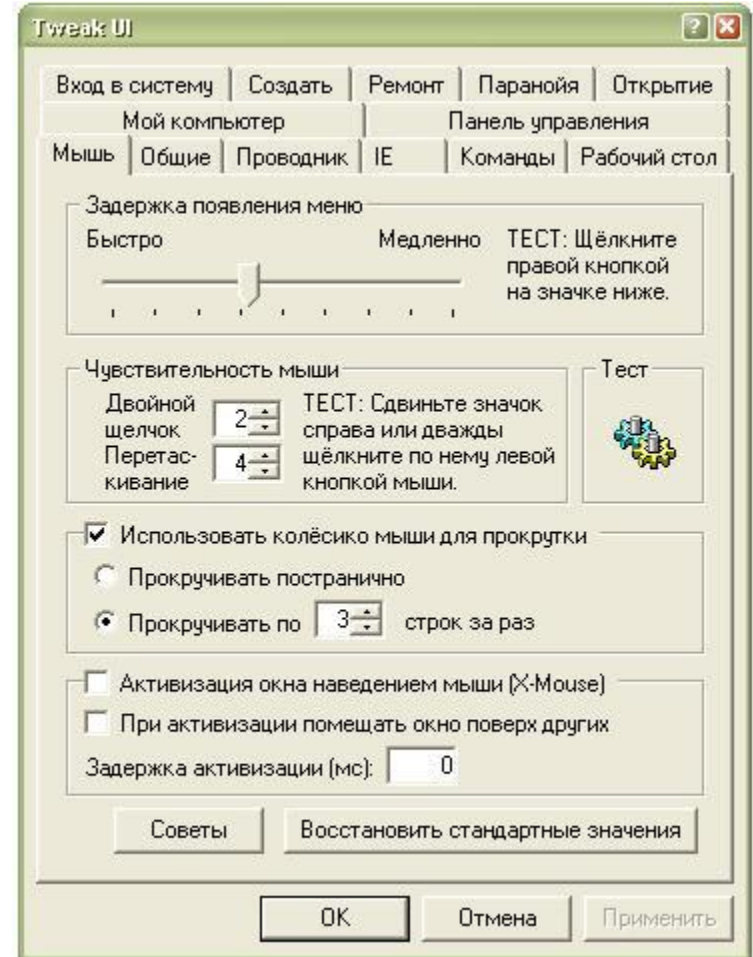 Tweak UI
Вход в систему Создать Ремонт Паранойя Открытие
Мой компьютер Панель управления
Мышь Общие Проводник IE Команды Рабочий стол
Задержка появления меню
Быстро Медленно
ТЕСТ: Щёлкните
правой кнопкой
на значке ниже.
Чувствительность мыши
Двойной
щелчок
2
Перетас-
кивание
4
ТЕСТ: Сдвиньте значок
справа или дважды
щёлкните по нему левой
кнопкой мыши.
Тест
Использовать колёсико мыши для прокрутки
Прокручивать постранично
Прокручивать по 3 строк за раз
Активизация окна наведением мыши (X-Mouse)
При активизации помещать окно поверх других
Задержка активизации (мс): 0
Советы Восстановить стандартные значения
OK Отмена Применить